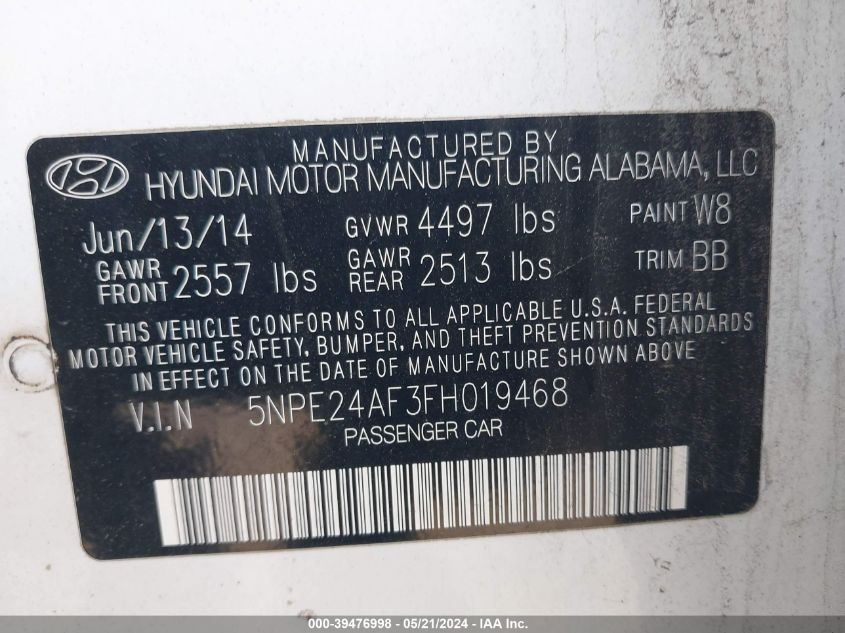 MANUFACTURED BY
HYUNDAI MOTOR MANUFACTURING ALABAMA, LLC
Jun/13/14 GVWR 4497 lbs PAINT W8
GAWR FRONT 2557 lbs GAWR REAR 2513 lbs TRIM BB
THIS VEHICLE CONFORMS TO ALL APPLICABLE U.S.A. FEDERAL
MOTOR VEHICLE SAFETY, BUMPER, AND THEFT PREVENTION STANDARDS
IN EFFECT ON THE DATE OF MANUFACTURE SHOWN ABOVE
V.I.N 5NPE24AF3FH019468
PASSENGER CAR
000-39476998 - 05/21/2024 - IAA Inc.